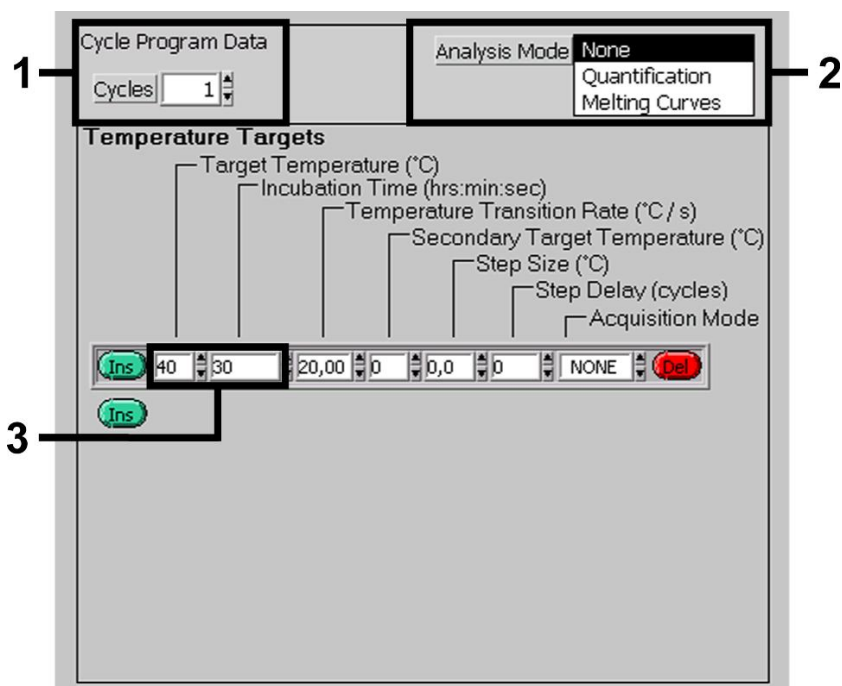 Cycle Program Data
Cycles 1
1
Analysis Mode None
Quantification
Melting Curves
2
Temperature Targets
Target Temperature (°C)
Incubation Time (hrs:min:sec)
Temperature Transition Rate (°C / s)
Secondary Target Temperature (°C)
Step Size (°C)
Step Delay (cycles)
Acquisition Mode
Ins 40 30 20,00 0 0,0 0 NONE Del
Ins
3